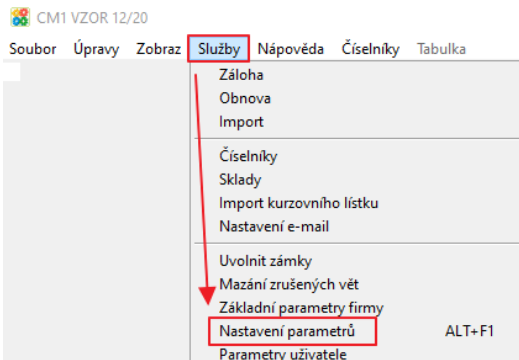 CM1 VZOR 12/20
Soubor Úpravy Zobraz Služby Nápověda Číselníky Tabulka
Záloha
Obnova
Import
Číselníky
Sklady
Import kurzovního lístku
Nastavení e-mail
Uvolnit zámky
Mazání zrušených vět
Základní parametry firmy
Nastavení parametrů ALT+F1
Parametry uživatele